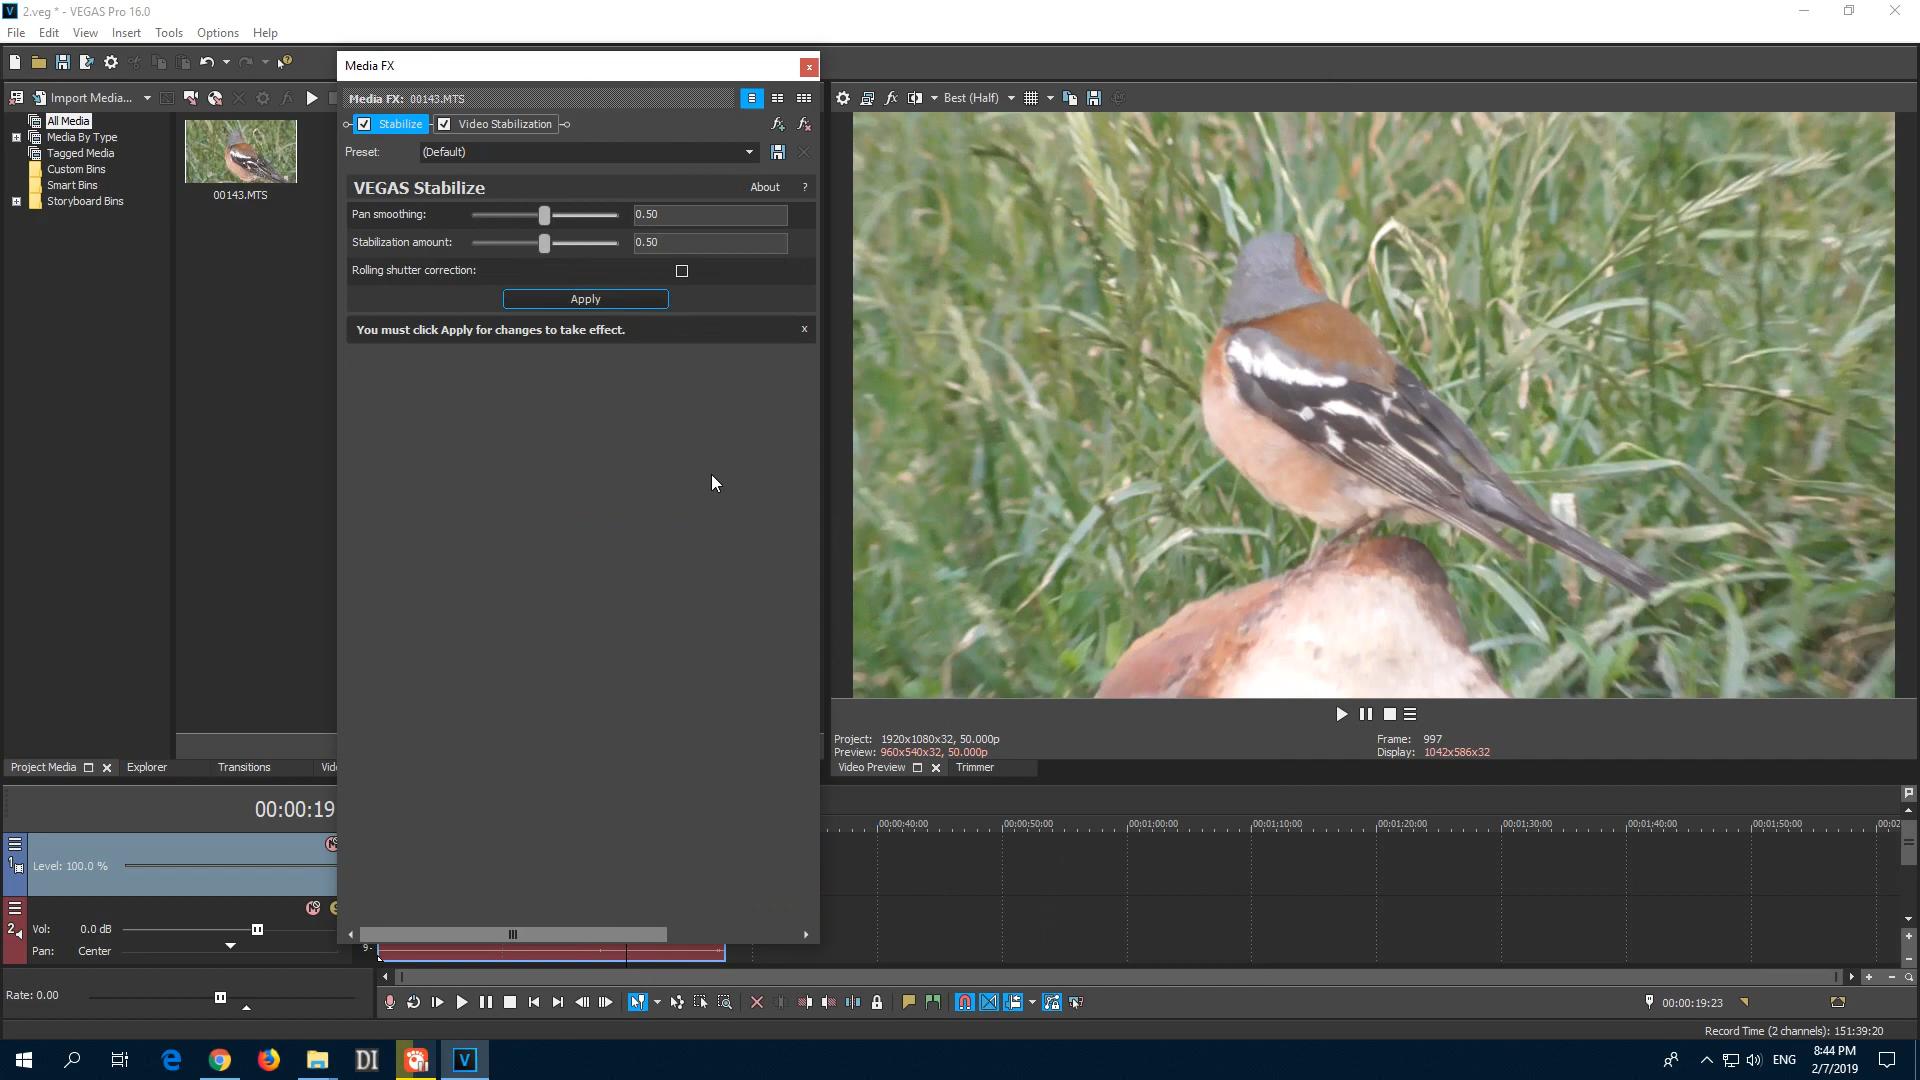 2.veg * - VEGAS Pro 16.0
File Edit View Insert Tools Options Help
Media FX
Import Media...
Media FX: 00143.MTS
Best (Half)
All Media
Media By Type
Tagged Media
Custom Bins
Smart Bins
Storyboard Bins
00143.MTS
Stabilize
Video Stabilization
Preset: (Default)
VEGAS Stabilize About ?
Pan smoothing: 0.50
Stabilization amount: 0.50
Rolling shutter correction:
Apply
You must click Apply for changes to take effect. x
Project: 1920x1080x32, 50.000p
Preview: 960x540x32, 50.000p
Frame: 997
Display: 1042x586x32
Project Media Explorer Transitions
Video Preview Trimmer
00:00:19
00:00:40:00 00:00:50:00 00:01:00:00 00:01:10:00 00:01:20:00 00:01:30:00 00:01:40:00 00:01:50:00
1
Level: 100.0 %
2
Vol: 0.0 dB
Pan: Center
9-
Rate: 0.00
00:00:19:23
Record Time (2 channels): 151:39:20
DI
V
ENG
8:44 PM
2/7/2019